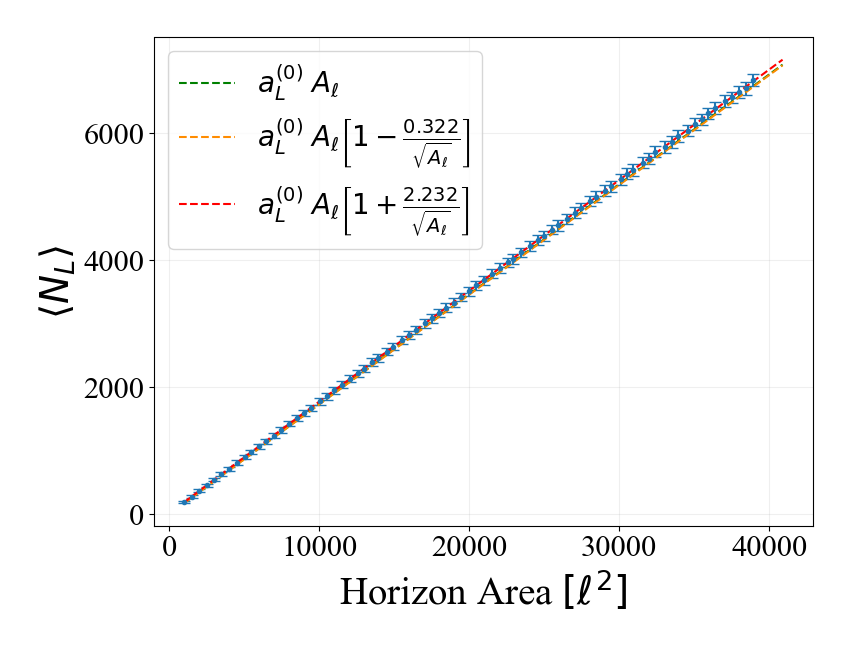 a_L^{(0)} A_ℓ
a_L^{(0)} A_ℓ[1 − 0.322/√A_ℓ]
a_L^{(0)} A_ℓ[1 + 2.232/√A_ℓ]
6000
4000
2000
0
⟨N_L⟩
0 10000 20000 30000 40000
Horizon Area [ℓ²]